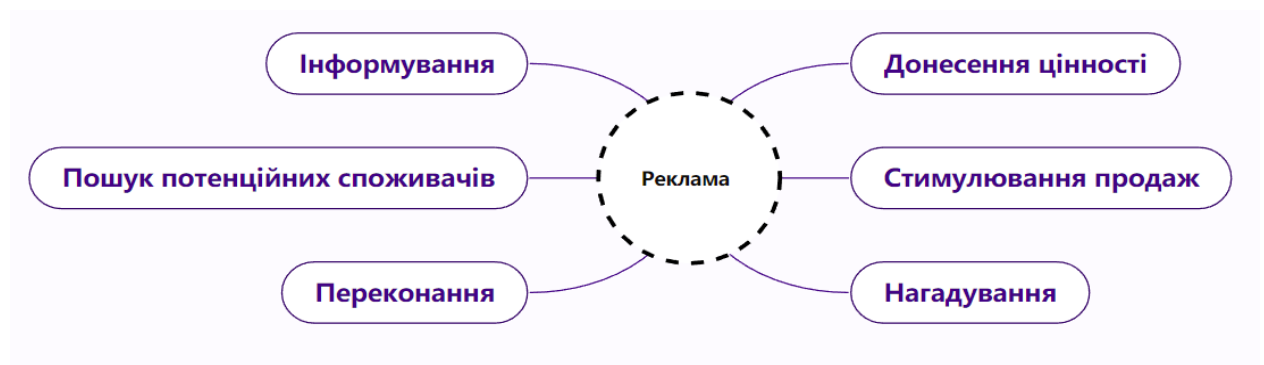 Інформування
Донесення цінності
Пошук потенційних споживачів
Реклама
Стимулювання продаж
Переконання
Нагадування